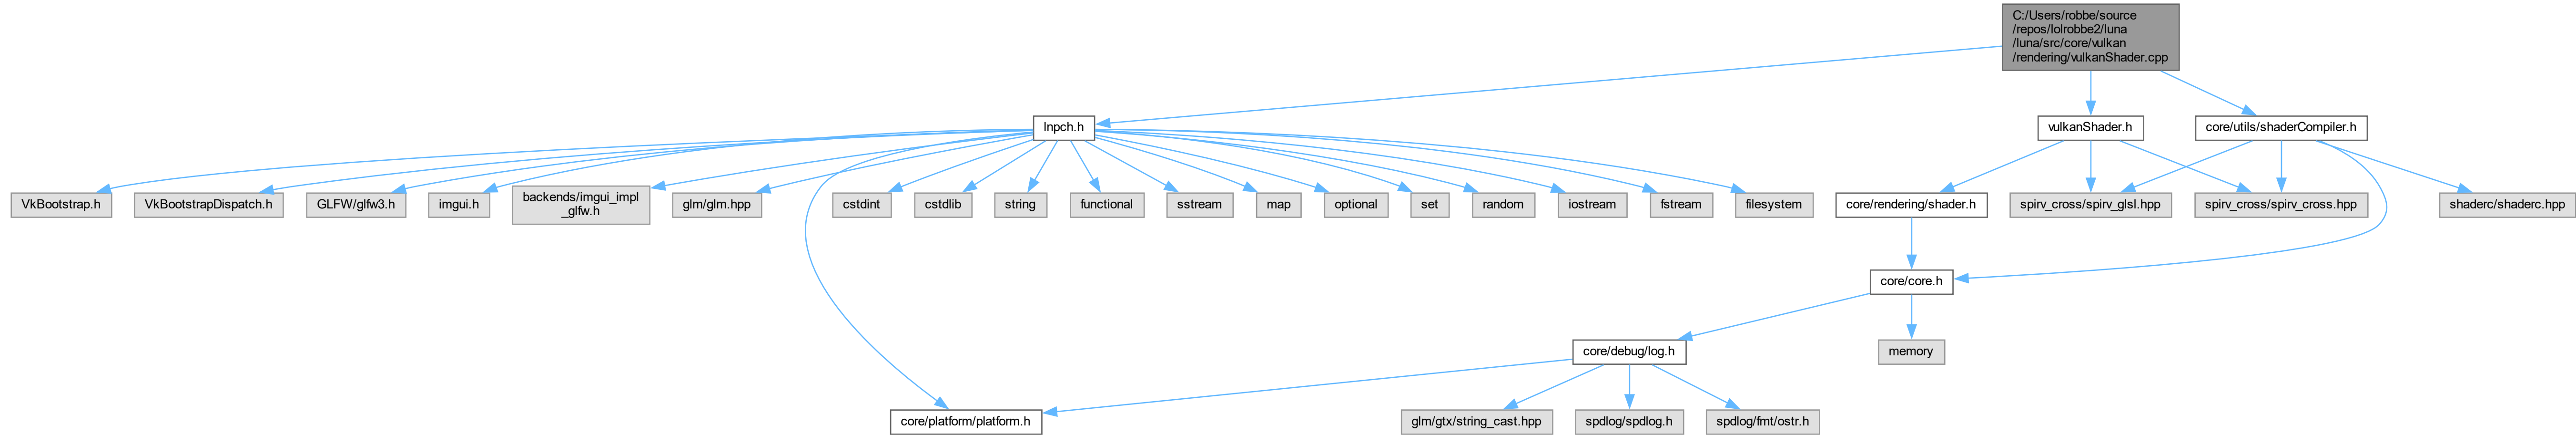 C:/Users/robbe/source
/repos/lolrobbe2/luna
/luna/src/core/vulkan
/rendering/vulkanShader.cpp
lnpch.h
vulkanShader.h
core/utils/shaderCompiler.h
VkBootstrap.h
VkBootstrapDispatch.h
GLFW/glfw3.h
imgui.h
backends/imgui_impl
_glfw.h
glm/glm.hpp
cstdint
cstdlib
string
functional
sstream
map
optional
set
random
iostream
fstream
filesystem
core/rendering/shader.h
spirv_cross/spirv_glsl.hpp
spirv_cross/spirv_cross.hpp
shaderc/shaderc.hpp
core/core.h
core/debug/log.h
memory
core/platform/platform.h
glm/gtx/string_cast.hpp
spdlog/spdlog.h
spdlog/fmt/ostr.h